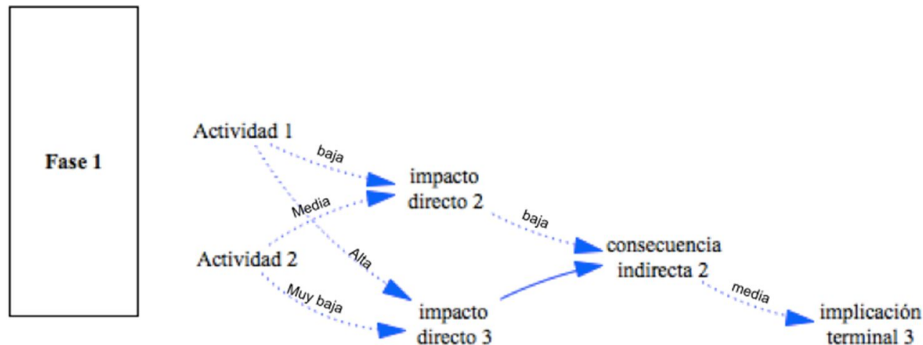 Fase 1
Actividad 1
baja
impacto
directo 2
Media
baja
Actividad 2
Alta
consecuencia
indirecta 2
Muy baja
media
impacto
directo 3
implicación
terminal 3